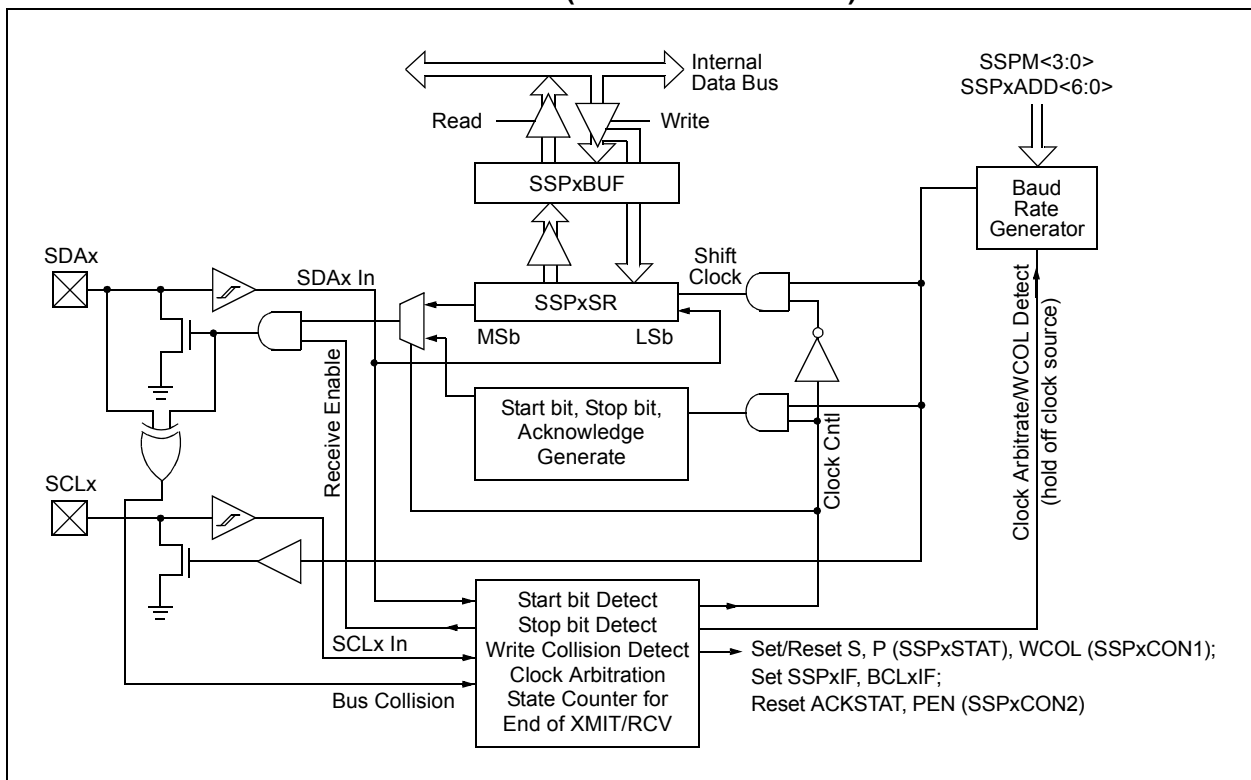 Internal
Data Bus
SSPM<3:0>
SSPxADD<6:0>
Read
Write
SSPxBUF
Baud
Rate
Generator
SDAx
SDAx In
Shift
Clock
SSPxSR
MSb
LSb
Start bit, Stop bit,
Acknowledge
Generate
Receive Enable
Clock Cntl
Clock Arbitrate/WCOL Detect
(hold off clock source)
SCLx
SCLx In
Bus Collision
Start bit Detect
Stop bit Detect
Write Collision Detect
Clock Arbitration
State Counter for
End of XMIT/RCV
Set/Reset S, P (SSPxSTAT), WCOL (SSPxCON1);
Set SSPxIF, BCLxIF;
Reset ACKSTAT, PEN (SSPxCON2)